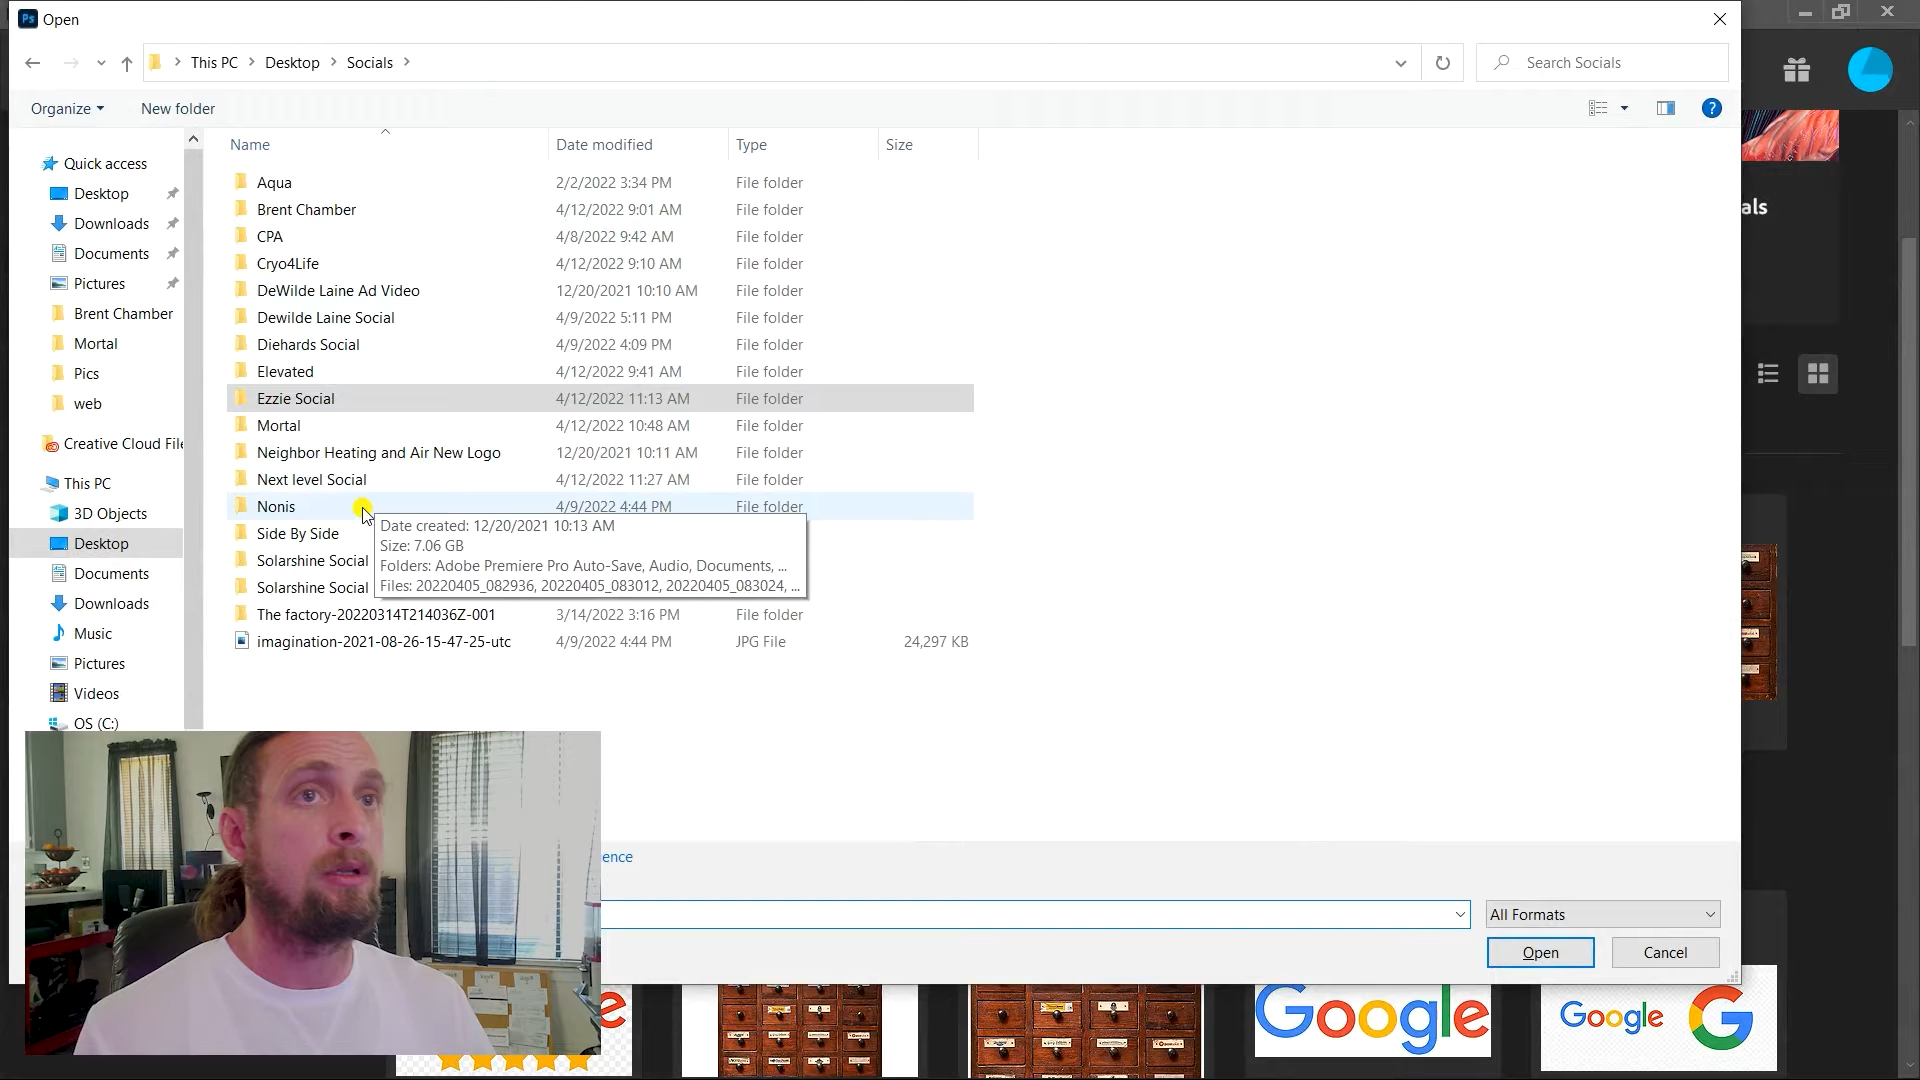 Ps Open
This PC Desktop Socials
Search Socials
Organize New folder
?
Name Date modified Type Size
Quick access
Desktop
Downloads
Documents
Pictures
Brent Chamber
Mortal
Pics
web
Creative Cloud File
This PC
3D Objects
Desktop
Documents
Downloads
Music
Pictures
Videos
OS (C:)
Aqua 2/2/2022 3:34 PM File folder
Brent Chamber 4/12/2022 9:01 AM File folder
CPA 4/8/2022 9:42 AM File folder
Cryo4Life 4/12/2022 9:10 AM File folder
DeWilde Laine Ad Video 12/20/2021 10:10 AM File folder
Dewilde Laine Social 4/9/2022 5:11 PM File folder
Diehards Social 4/9/2022 4:09 PM File folder
Elevated 4/12/2022 9:41 AM File folder
Ezzie Social 4/12/2022 11:13 AM File folder
Mortal 4/12/2022 10:48 AM File folder
Neighbor Heating and Air New Logo 12/20/2021 10:11 AM File folder
Next level Social 4/12/2022 11:27 AM File folder
Nonis 4/9/2022 4:44 PM File folder
Side By Side
Solarshine Social
Solarshine Social
Date created: 12/20/2021 10:13 AM
Size: 7.06 GB
Folders: Adobe Premiere Pro Auto-Save, Audio, Documents, ...
Files: 20220405_082936, 20220405_083012, 20220405_083024, ...
The factory-20220314T214036Z-001 3/14/2022 3:16 PM File folder
imagination-2021-08-26-15-47-25-utc 4/9/2022 4:44 PM JPG File 24,297 KB
als
ence
All Formats
Open Cancel
Google
Google G